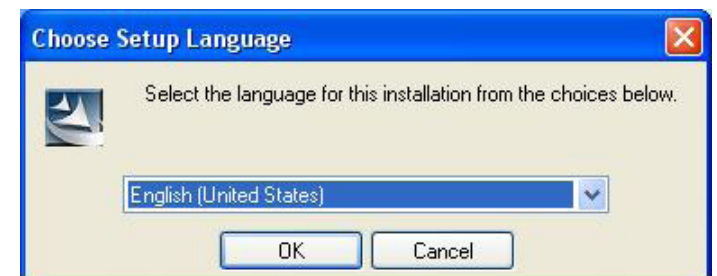 Choose Setup Language
Select the language for this installation from the choices below.
English (United States)
OK
Cancel